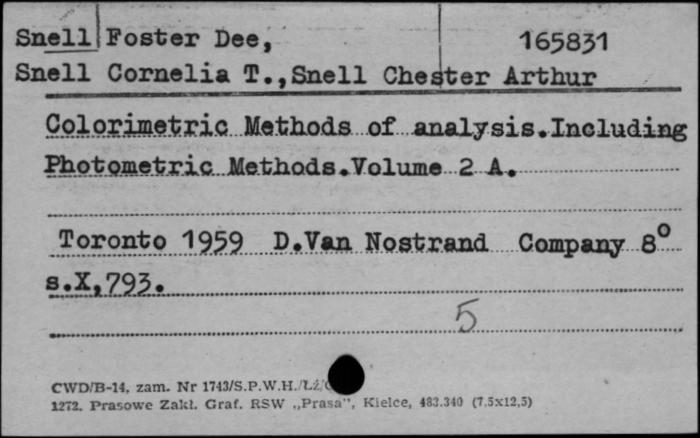 Snell Foster Dee, 165831
Snell Cornelia T.,Snell Chester Arthur
Colorimetric Methods of analysis.Including
Photometric Methods.Volume 2 A.
Toronto 1959 D.Van Nostrand Company 8°
s.X,793.
5
CWD/B-14, zam. Nr 1743/S.P.W.H./Łź/
1272. Prasowe Zakł. Graf. RSW „Prasa", Kielce, 483.340 (7.5x12,5)